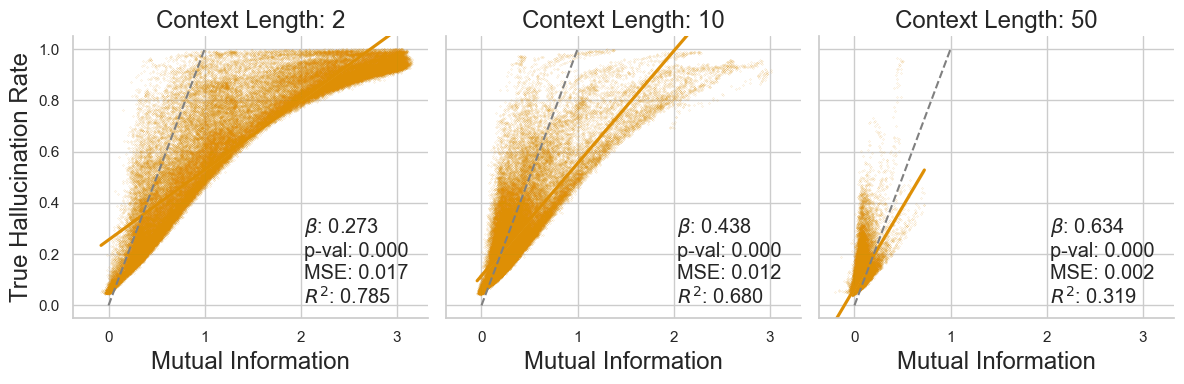 Context Length: 2
Context Length: 10
Context Length: 50
True Hallucination Rate
1.0
0.8
0.6
0.4
0.2
0.0
β: 0.273
p-val: 0.000
MSE: 0.017
R²: 0.785
β: 0.438
p-val: 0.000
MSE: 0.012
R²: 0.680
β: 0.634
p-val: 0.000
MSE: 0.002
R²: 0.319
0 1 2 3
0 1 2 3
0 1 2 3
Mutual Information
Mutual Information
Mutual Information